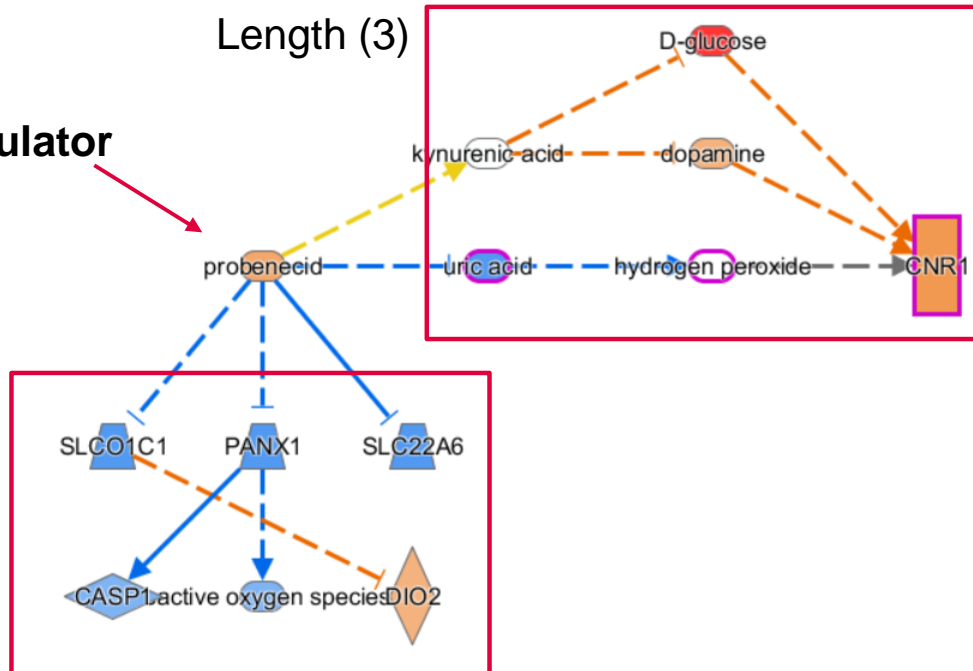 Length (3)
D-glucose
ulator
kynurenic acid
dopamine
probenecid
uric acid
hydrogen peroxide
CNR1
SLCO1C1
PANX1
SLC22A6
CASP1
active oxygen species
DIO2